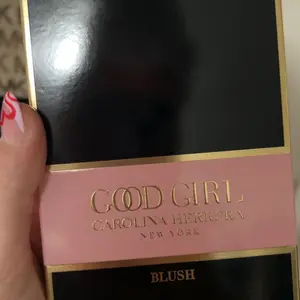 GOOD GIRL
CAROLINA HERRERA
NEW YORK
BLUSH